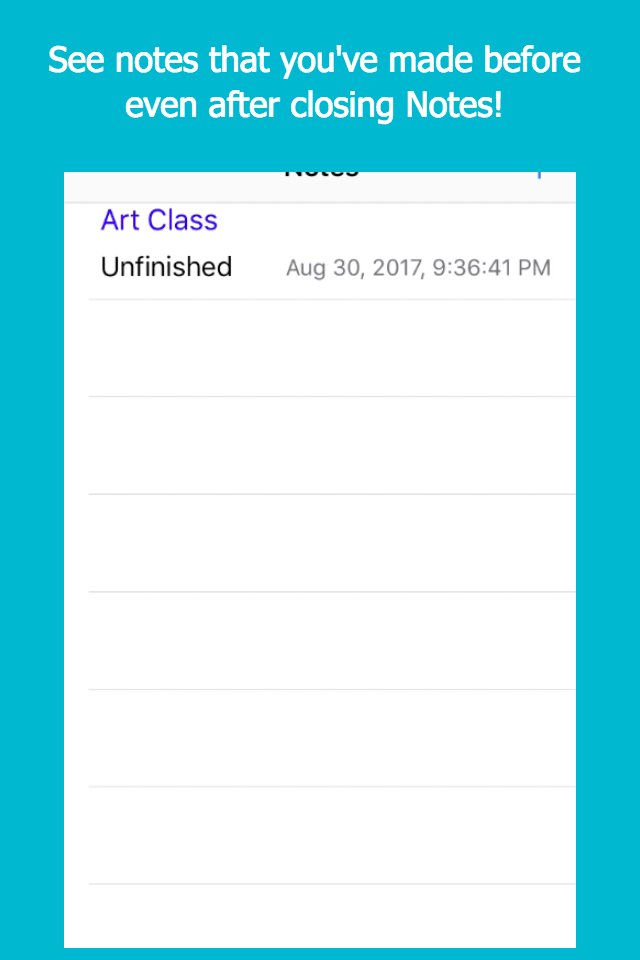 See notes that you've made before
even after closing Notes!
Notes
Art Class
Unfinished Aug 30, 2017, 9:36:41 PM